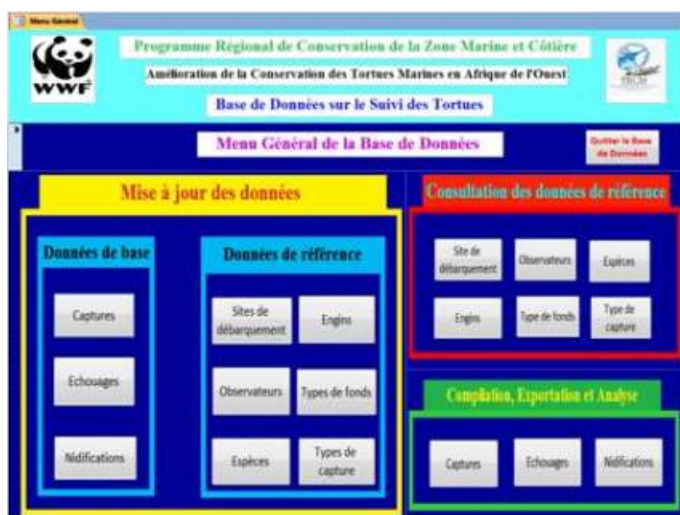 Menu Général
WWF
Programme Régional de Conservation de la Zone Marine et Côtière
Amélioration de la Conservation des Tortues Marines en Afrique de l'Ouest
Base de Données sur le Suivi des Tortues
Menu Général de la Base de Données
Quitter la Base
de Données
Mise à jour des données
Données de base
Captures
Echouages
Nidifications
Données de référence
Sites de
débarquement
Engins
Observateurs
Types de fonds
Espèces
Types de
capture
Consultation des données de référence
Site de
débarquement
Observateurs
Espèces
Engins
Type de fonds
Type de
capture
Compilation, Exportation et Analyse
Captures
Echouages
Nidifications